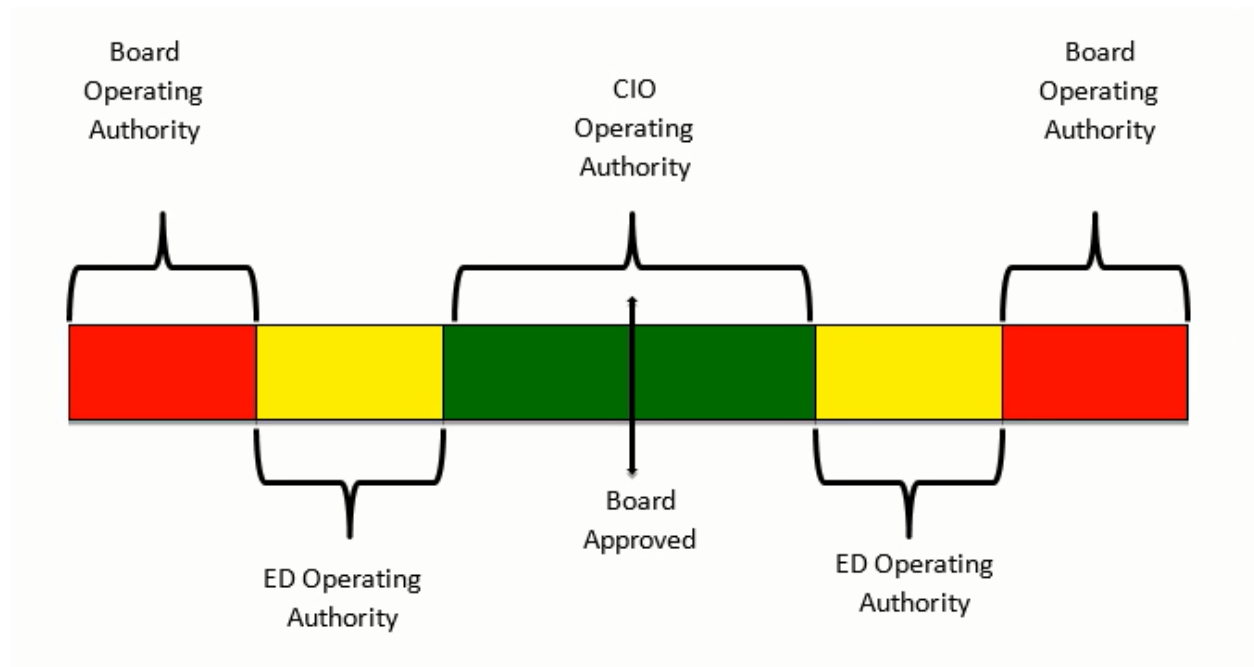 Board
Operating
Authority
CIO
Operating
Authority
Board
Operating
Authority
Board
Approved
ED Operating
Authority
ED Operating
Authority